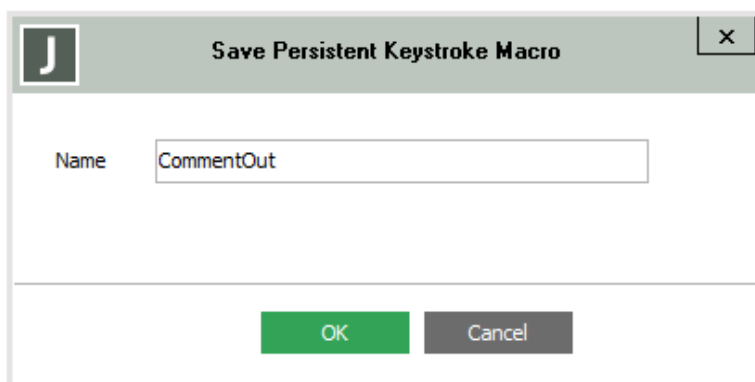 J
Save Persistent Keystroke Macro
X
Name
CommentOut
OK
Cancel